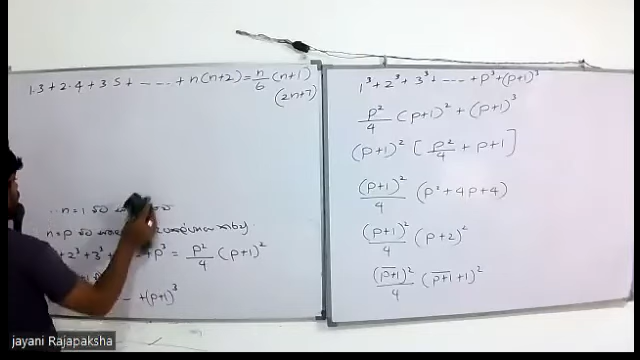 1.3 + 2.4 + 3 5 + ----- + n(n+2) = n/6 (n+1)
(2n+7)
∴ n = 1 විට
n = p විට
+ 2³ + 3³ + p³ = p²/4 (p+1)²
+ (p+1)³
1³ + 2³ + 3³ + ----- + p³ + (p+1)³
p²/4 (p+1)² + (p+1)³
(p+1)² [ p²/4 + p+1 ]
(p+1)²/4 (p² + 4p + 4)
(p+1)²/4 (p+2)²
(p+1)²/4 (p+1 + 1)²
jayani Rajapaksha